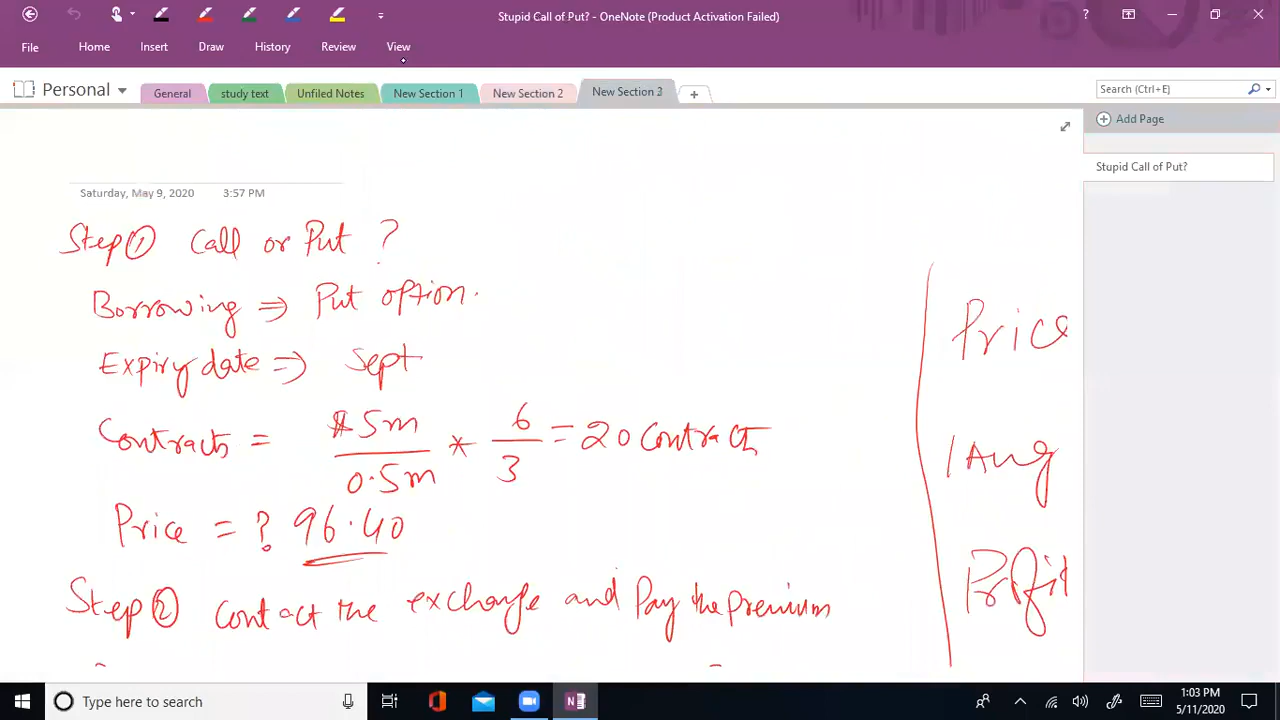 Stupid Call of Put? - OneNote (Product Activation Failed)
File Home Insert Draw History Review View
Personal General study text Unfiled Notes New Section 1 New Section 2 New Section 3
Search (Ctrl+E)
Add Page
Stupid Call of Put?
Saturday, May 9, 2020 3:57 PM
Step ① Call or Put ?
Borrowing ⇒ Put option.
Expiry date ⇒ Sept
Contracts = $5m / 0.5m * 6 / 3 = 20 Contracts
Price = ? 96.40
Step ② Contact the exchange and Pay the premium
Price
1 Aug
Profit
Type here to search
1:03 PM
5/11/2020